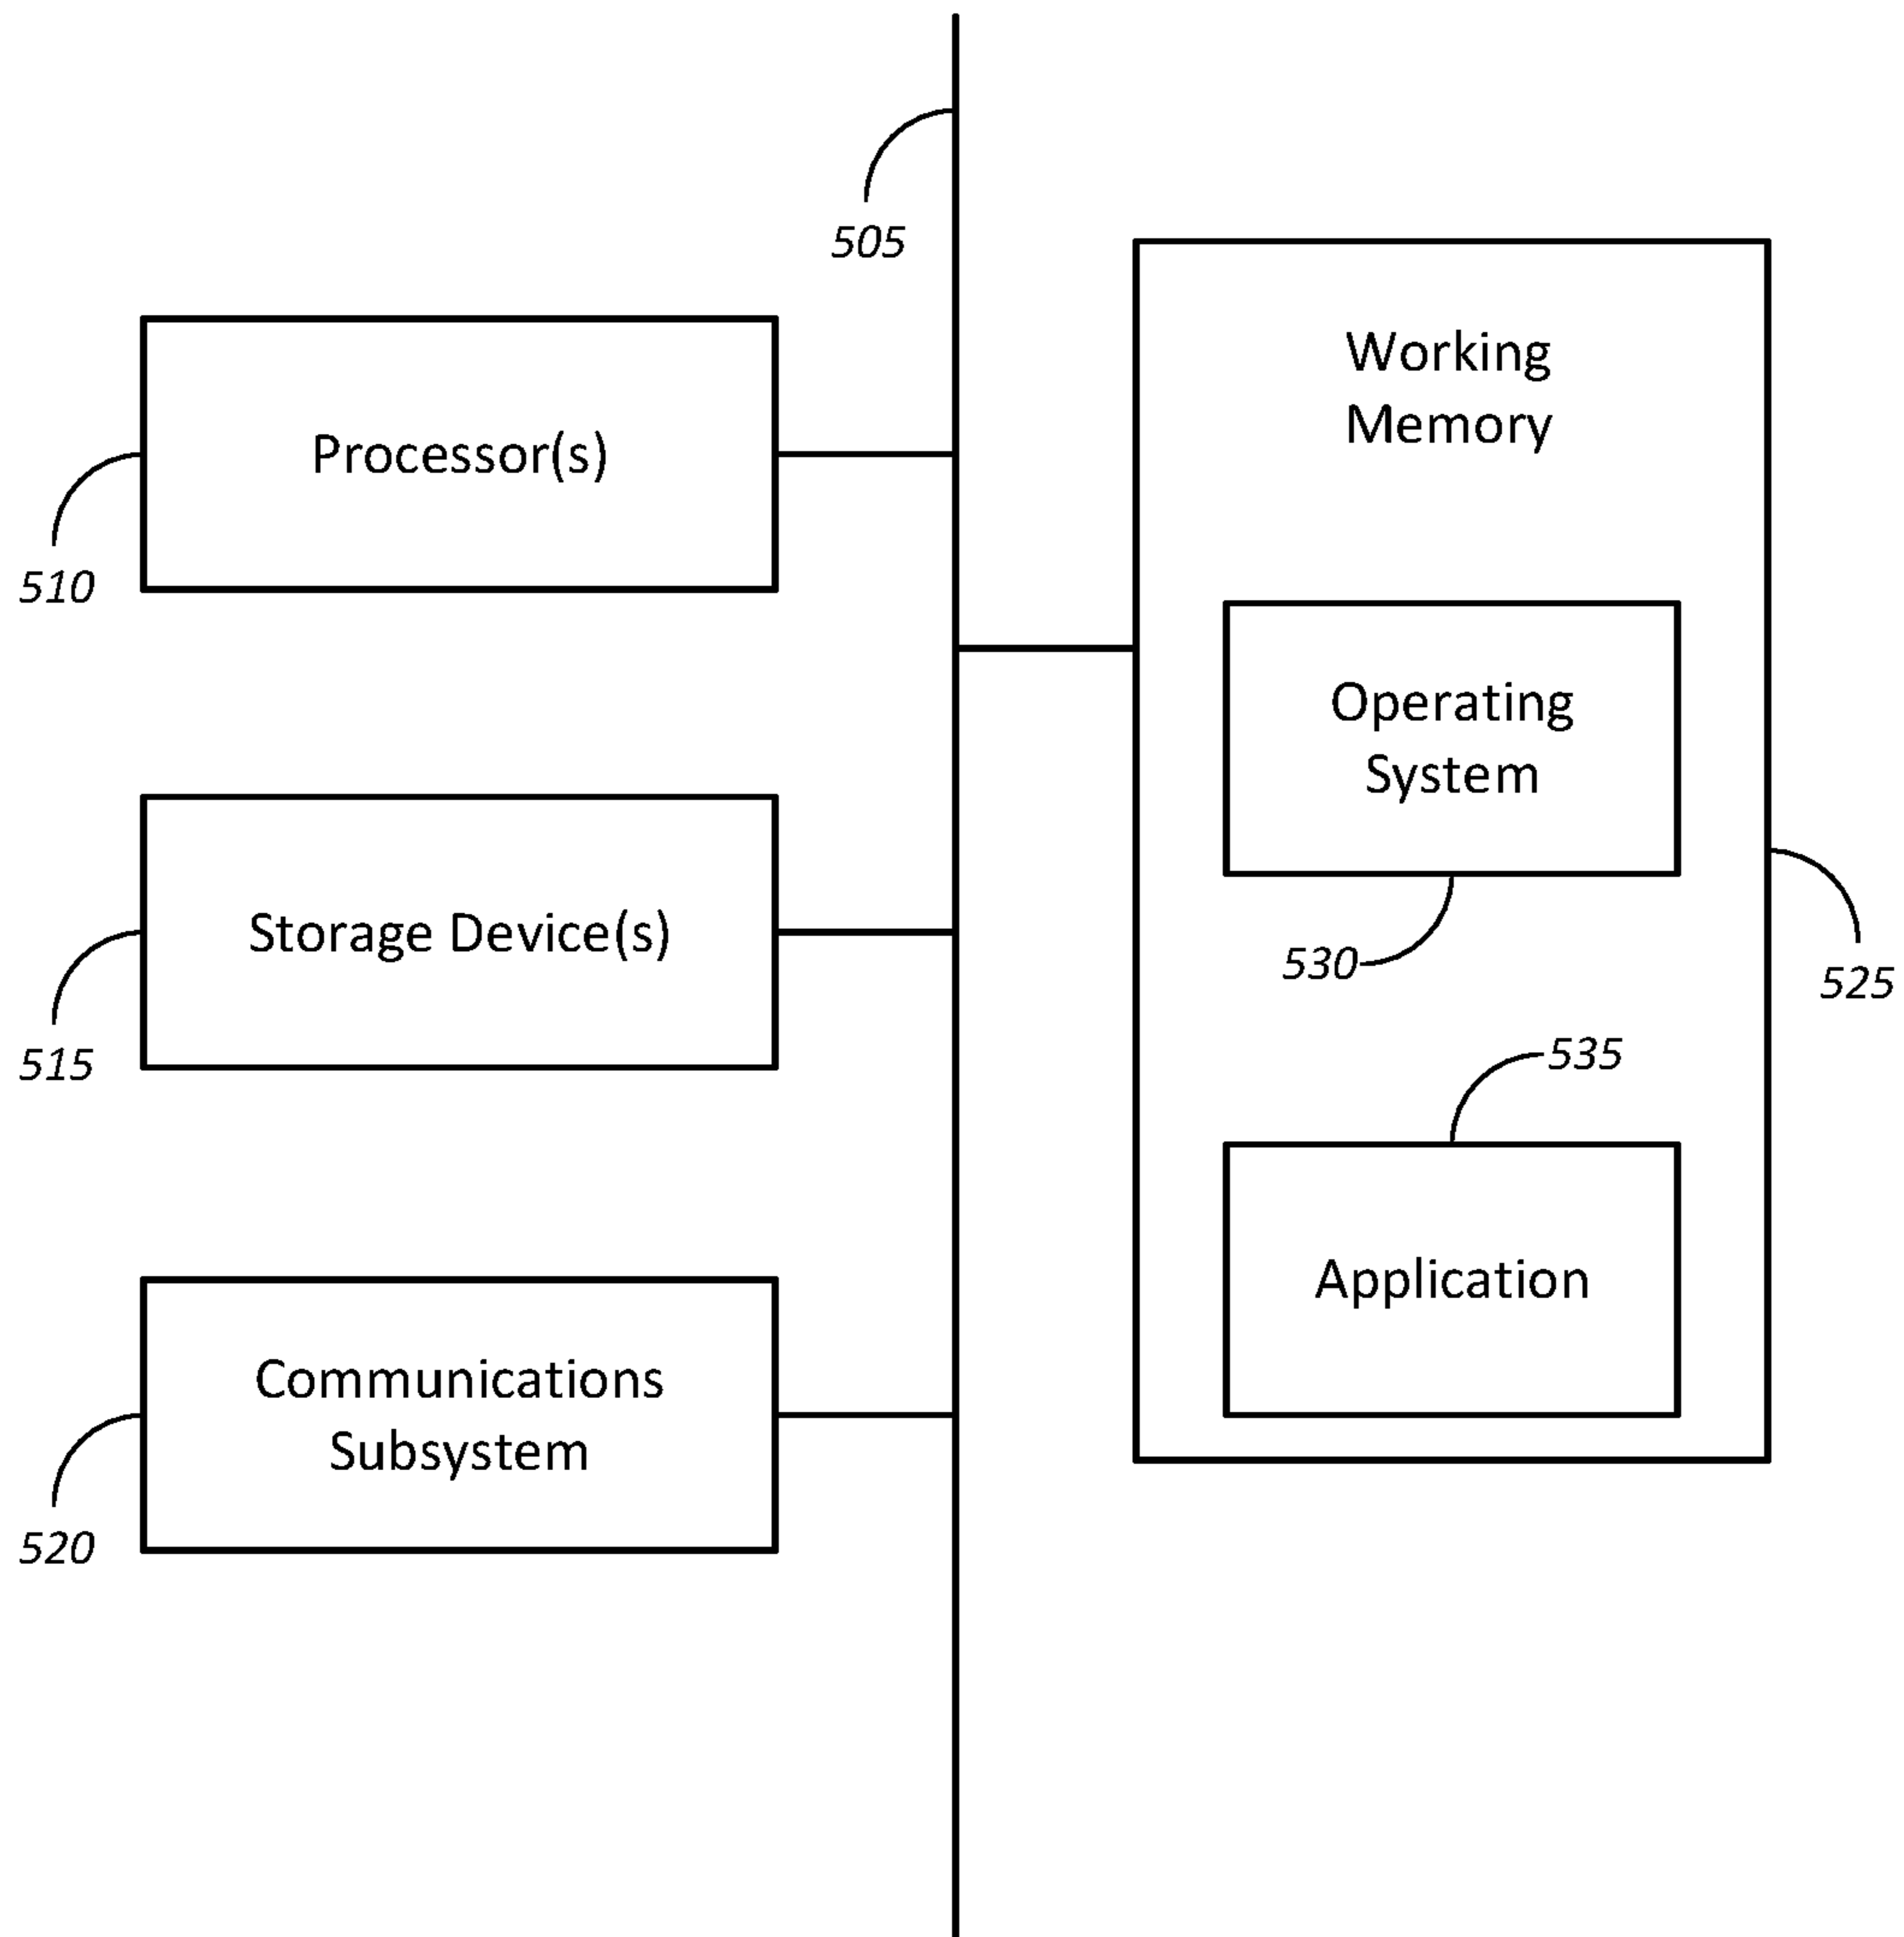 505
Processor(s)
510
Storage Device(s)
515
Communications
Subsystem
520
Working
Memory
Operating
System
530
525
535
Application